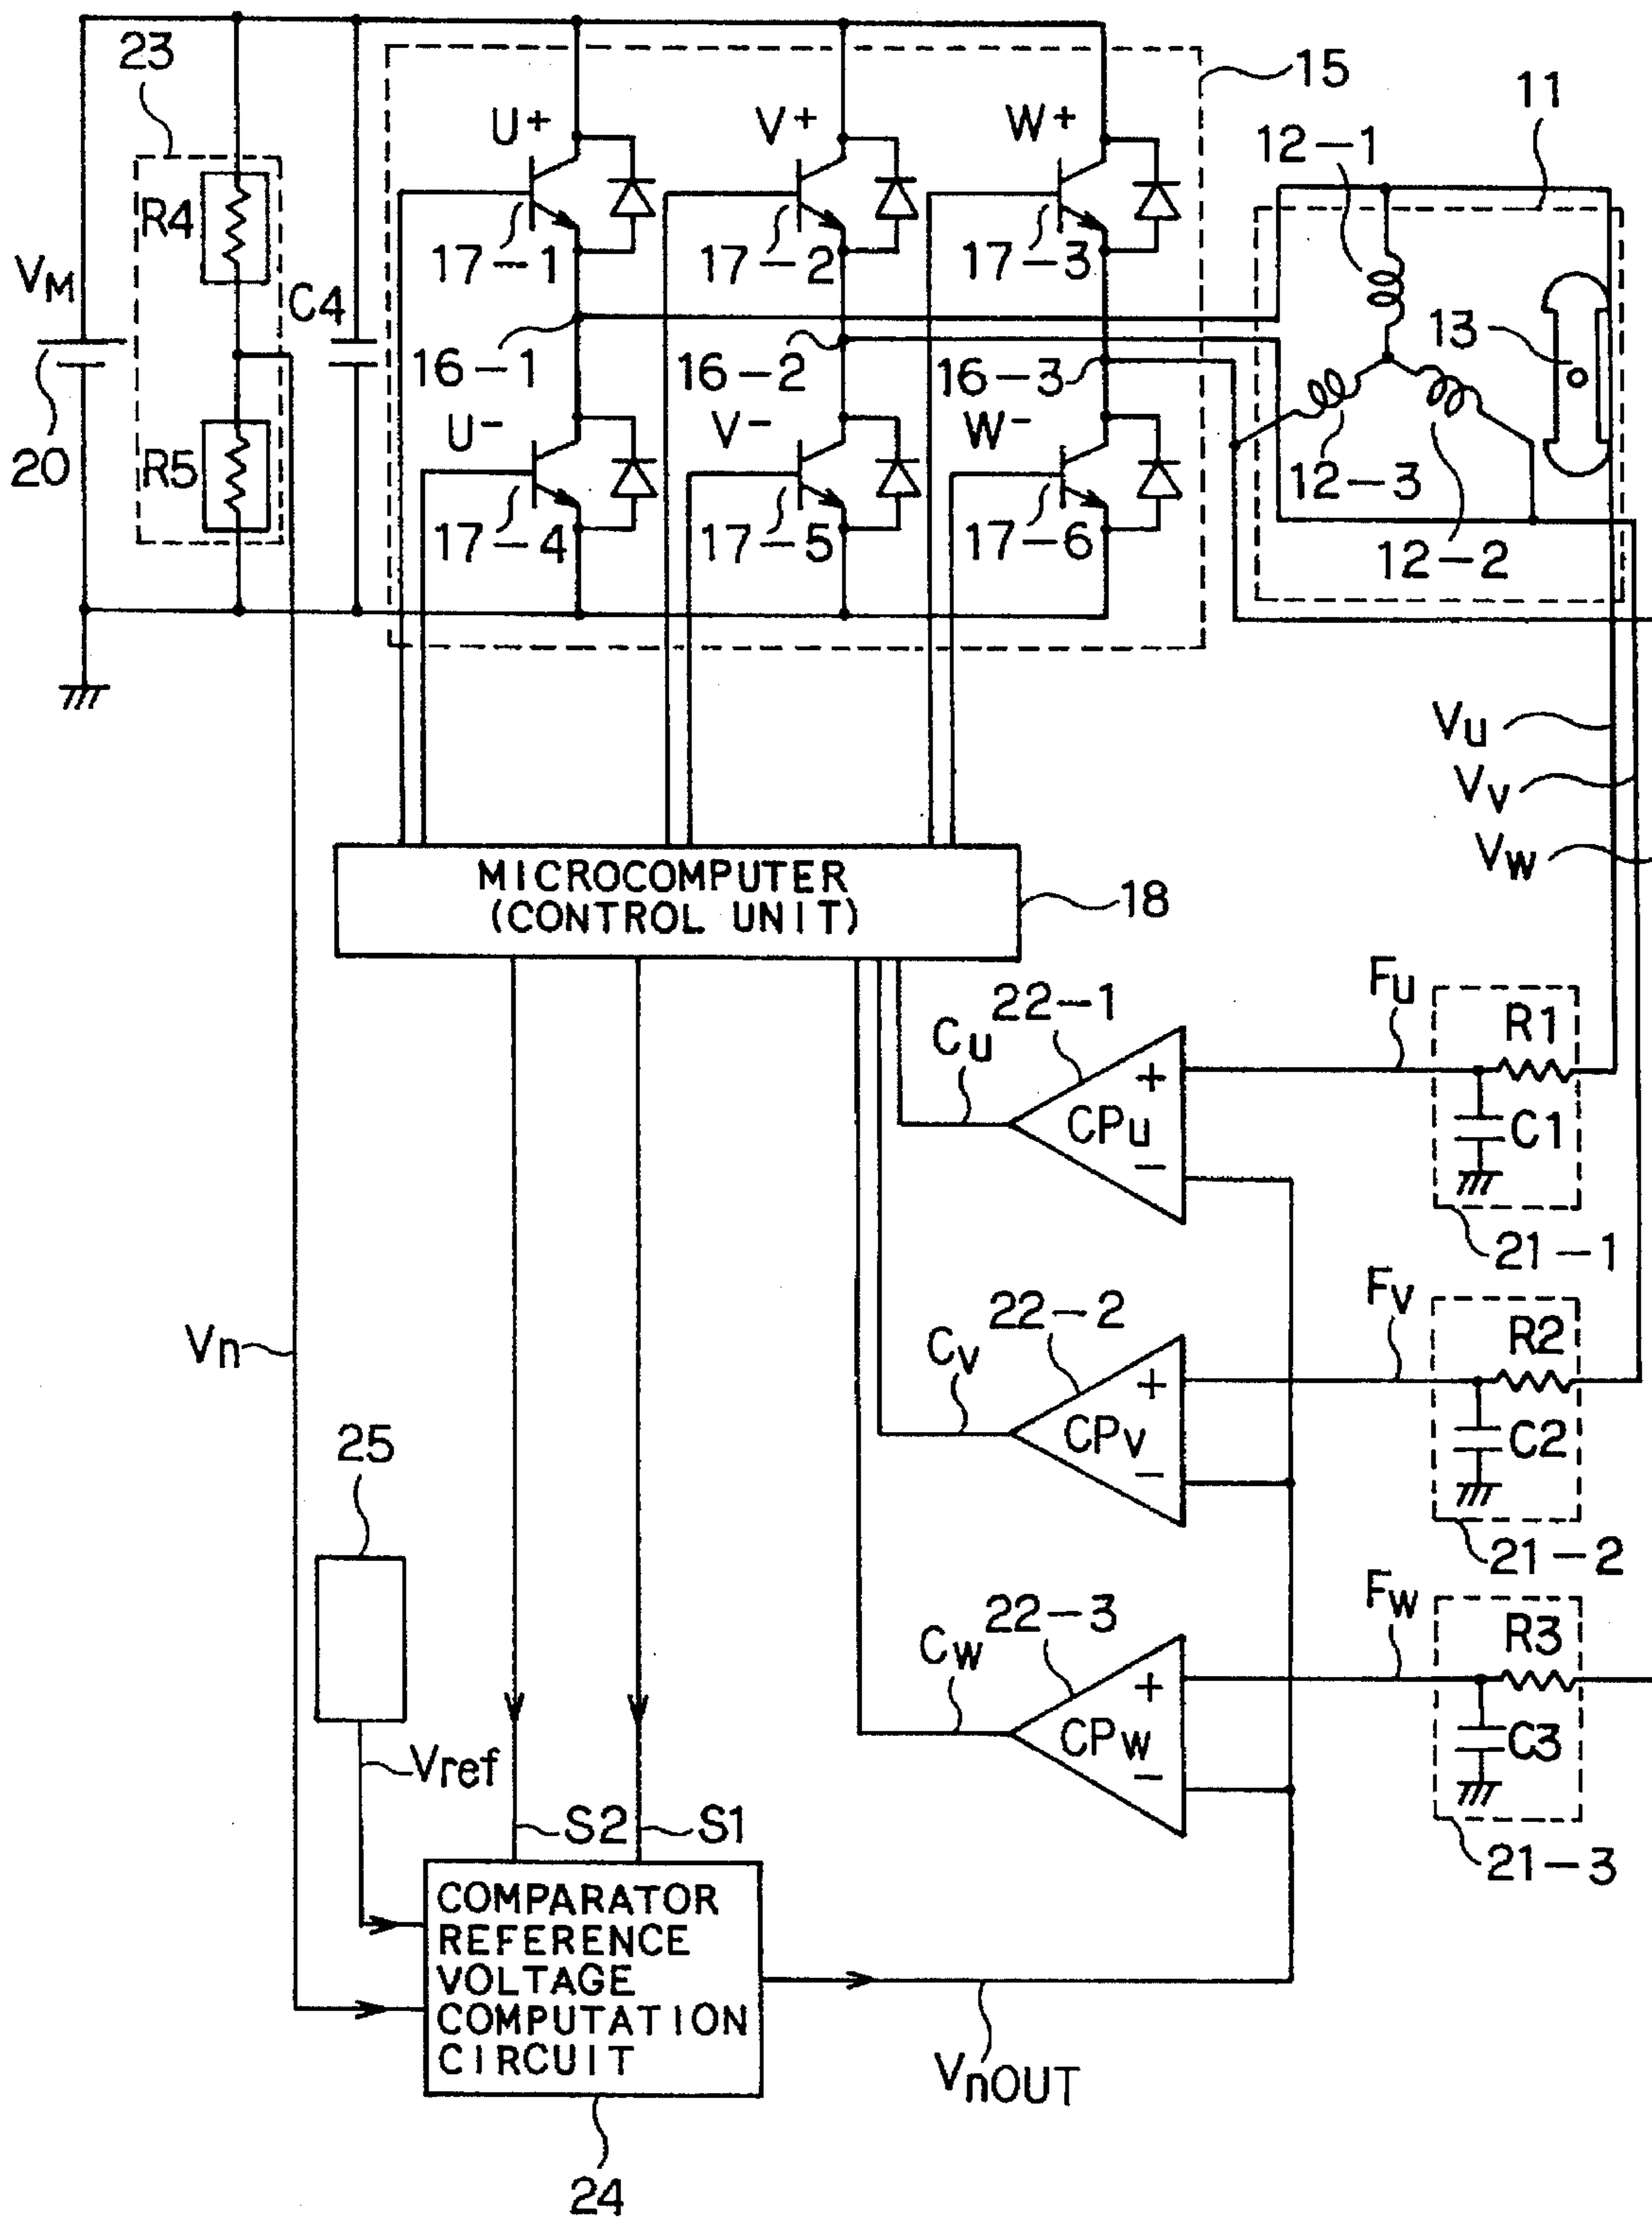 23
15
11
U+
V+
W+
12-1
R4
17-1
17-2
17-3
VM
C4
13
16-1
16-2
16-3
U-
V-
W-
20
R5
12-3
17-4
17-5
17-6
12-2
Vu
Vv
Vw
MICROCOMPUTER
(CONTROL UNIT)
18
Fu
22-1
R1
Cu
+
CPu
-
C1
21-1
Fv
22-2
R2
Vn
Cv
+
CPv
-
C2
25
21-2
Fw
22-3
R3
Cw
+
CPw
-
C3
Vref
S2
S1
21-3
COMPARATOR
REFERENCE
VOLTAGE
COMPUTATION
CIRCUIT
VnOUT
24